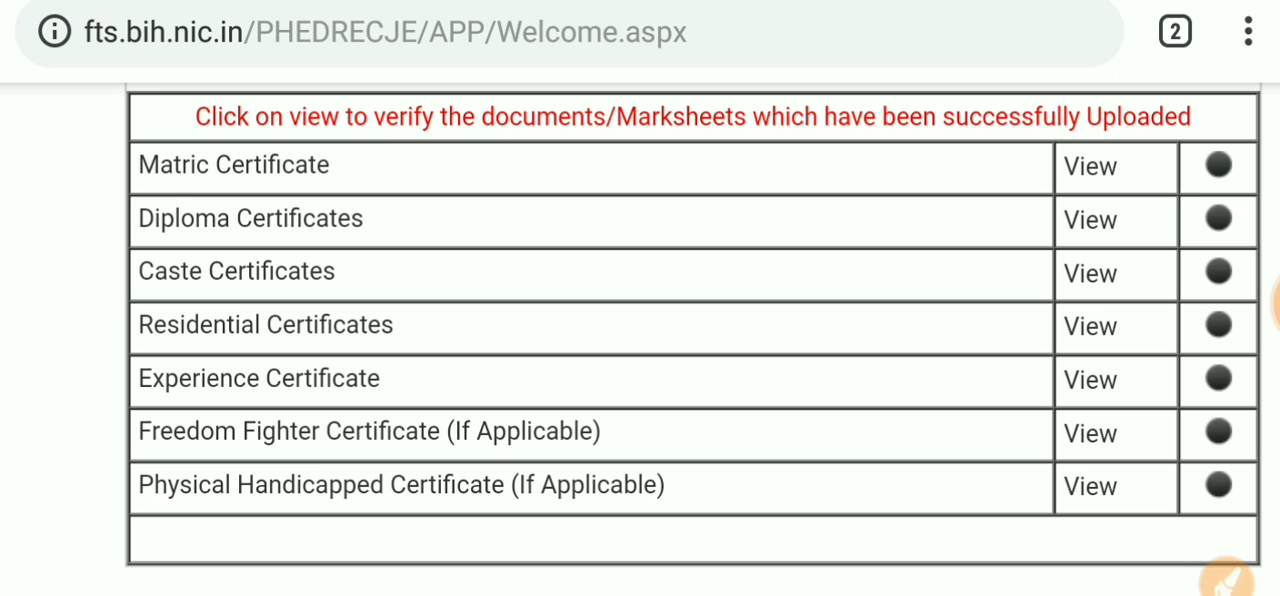 fts.bih.nic.in/PHEDRECJE/APP/Welcome.aspx 2
Click on view to verify the documents/Marksheets which have been successfully Uploaded
Matric Certificate View
Diploma Certificates View
Caste Certificates View
Residential Certificates View
Experience Certificate View
Freedom Fighter Certificate (If Applicable) View
Physical Handicapped Certificate (If Applicable) View